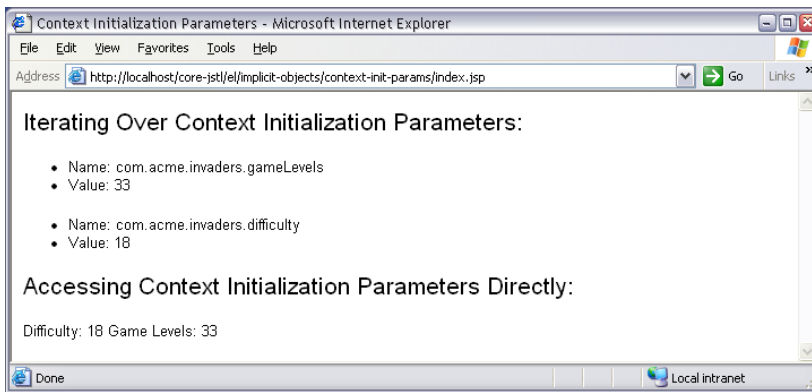 Context Initialization Parameters - Microsoft Internet Explorer
File Edit View Favorites Tools Help
Address http://localhost/core-jstl/el/implicit-objects/context-init-params/index.jsp Go Links »
Iterating Over Context Initialization Parameters:
• Name: com.acme.invaders.gameLevels
• Value: 33
• Name: com.acme.invaders.difficulty
• Value: 18
Accessing Context Initialization Parameters Directly:
Difficulty: 18 Game Levels: 33
Done Local intranet